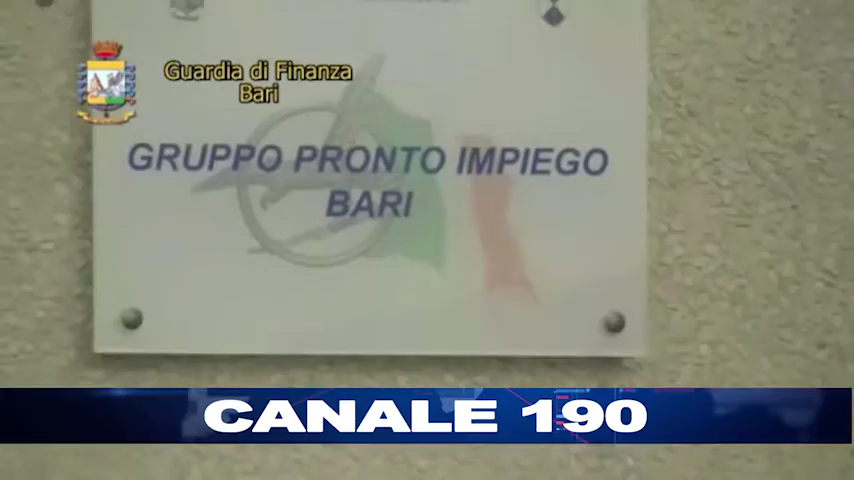 Guardia di Finanza
Bari
GRUPPO PRONTO IMPIEGO
BARI
CANALE 190